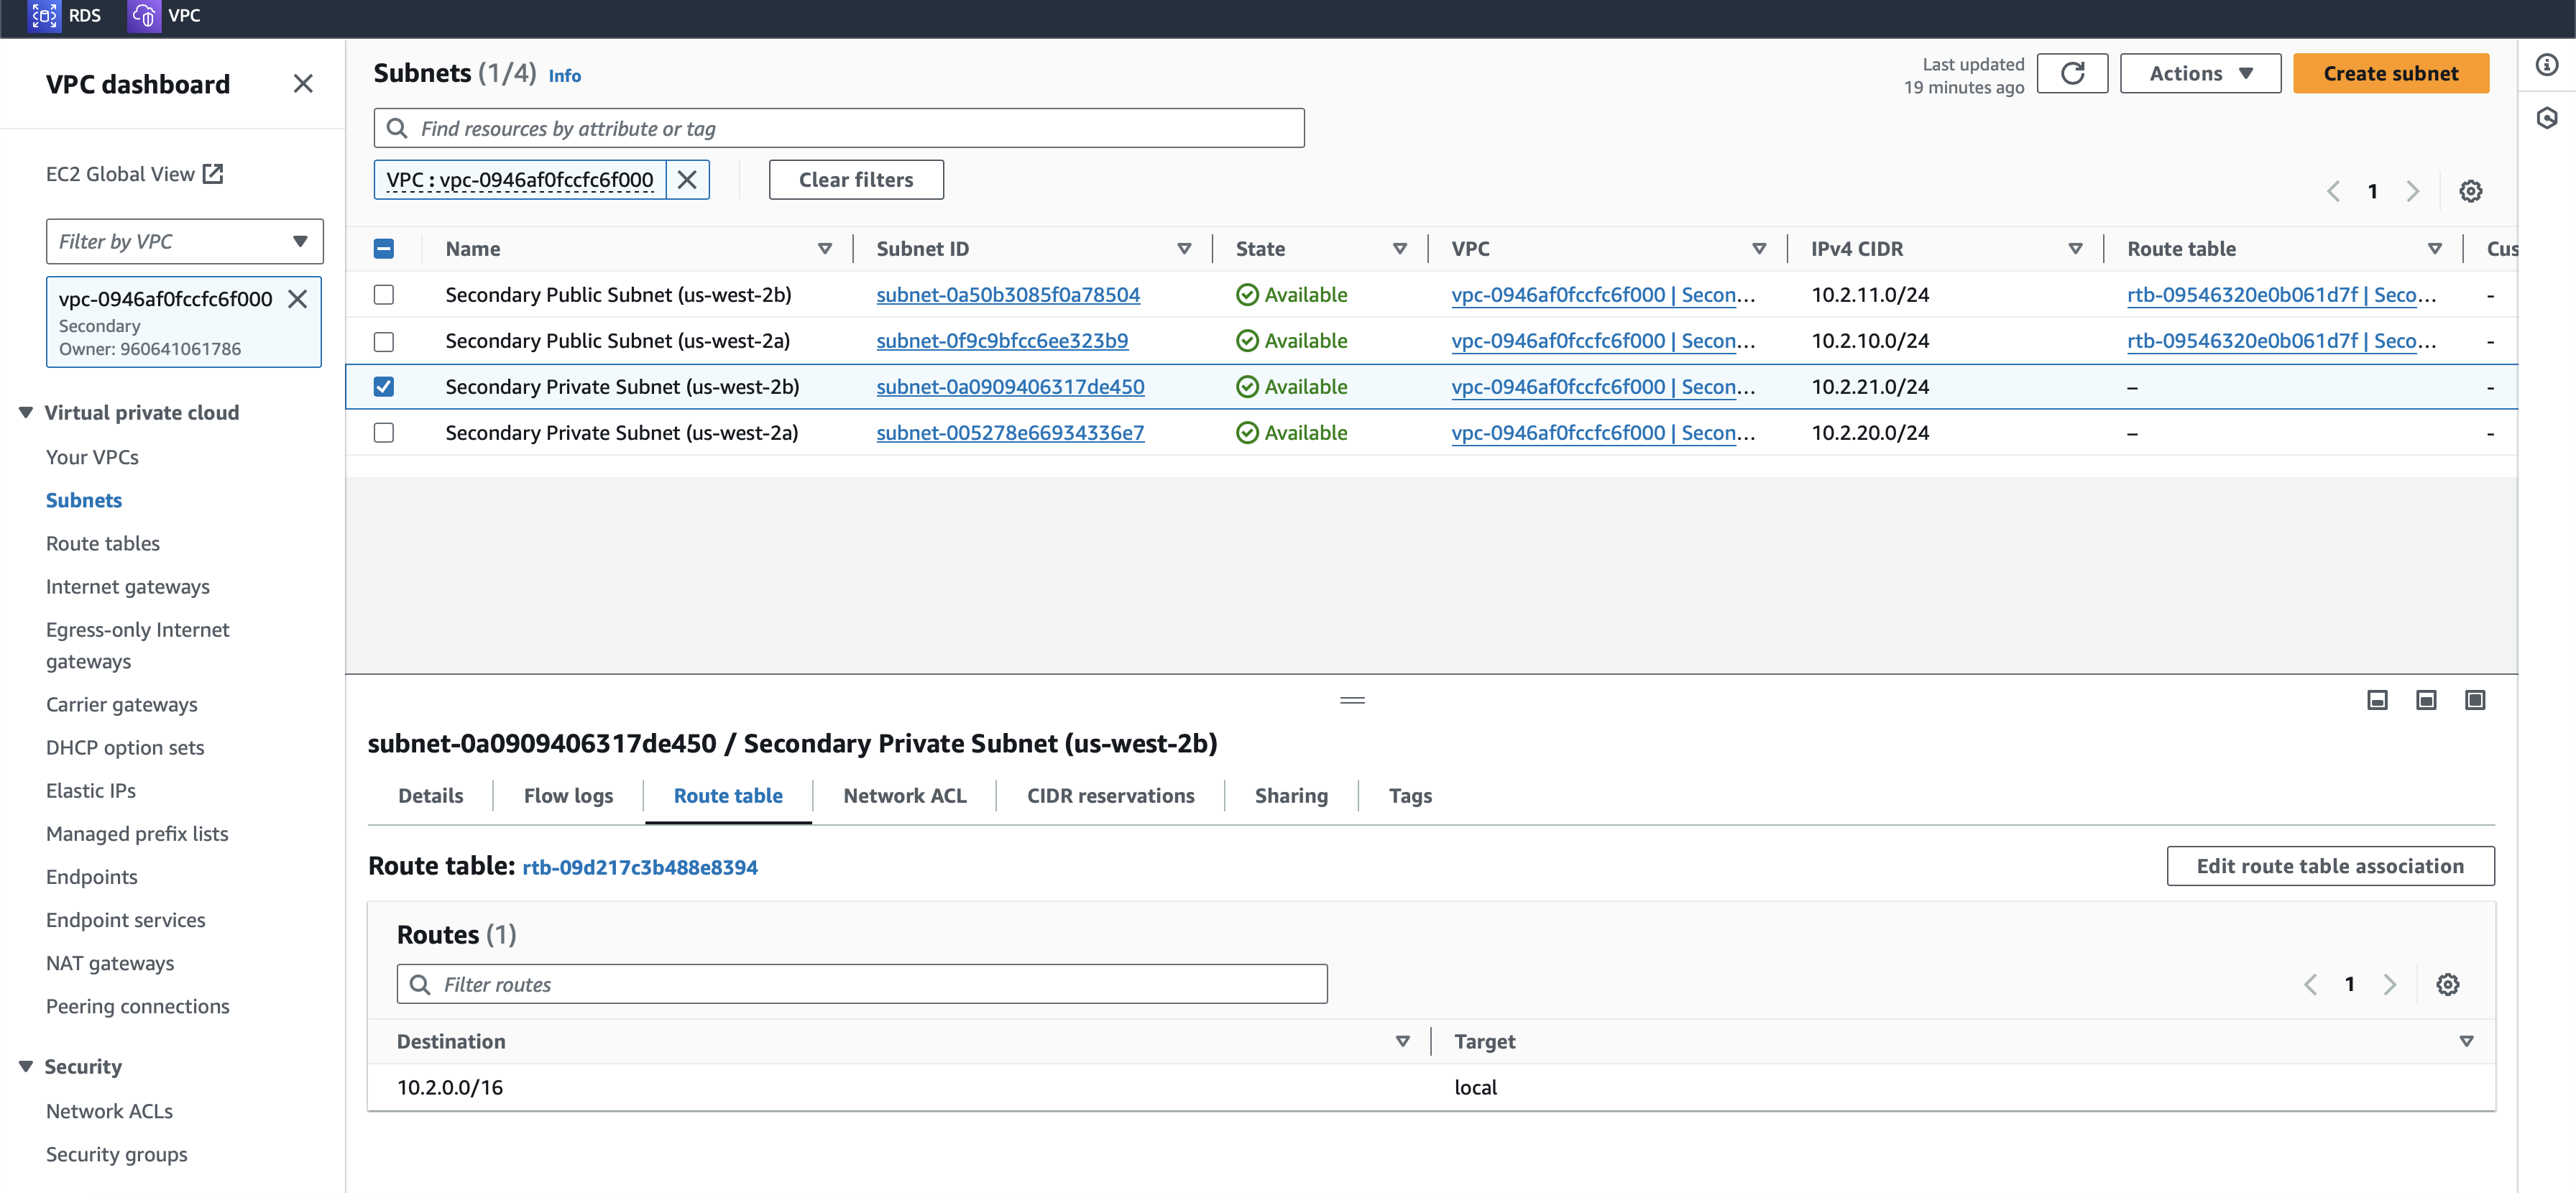 RDS
VPC
VPC dashboard
EC2 Global View
Filter by VPC
vpc-0946af0fccfc6f000
Secondary
Owner: 960641061786
Virtual private cloud
Your VPCs
Subnets
Route tables
Internet gateways
Egress-only Internet
gateways
Carrier gateways
DHCP option sets
Elastic IPs
Managed prefix lists
Endpoints
Endpoint services
NAT gateways
Peering connections
Security
Network ACLs
Security groups
Subnets (1/4) Info
Last updated
19 minutes ago
Actions
Create subnet
Find resources by attribute or tag
VPC : vpc-0946af0fccfc6f000
Clear filters
1
Name Subnet ID State VPC IPv4 CIDR Route table Cus
Secondary Public Subnet (us-west-2b) subnet-0a50b3085f0a78504 Available vpc-0946af0fccfc6f000 | Secon... 10.2.11.0/24 rtb-09546320e0b061d7f | Seco... -
Secondary Public Subnet (us-west-2a) subnet-0f9c9bfcc6ee323b9 Available vpc-0946af0fccfc6f000 | Secon... 10.2.10.0/24 rtb-09546320e0b061d7f | Seco... -
Secondary Private Subnet (us-west-2b) subnet-0a0909406317de450 Available vpc-0946af0fccfc6f000 | Secon... 10.2.21.0/24 – -
Secondary Private Subnet (us-west-2a) subnet-005278e66934336e7 Available vpc-0946af0fccfc6f000 | Secon... 10.2.20.0/24 – -
subnet-0a0909406317de450 / Secondary Private Subnet (us-west-2b)
Details Flow logs Route table Network ACL CIDR reservations Sharing Tags
Route table: rtb-09d217c3b488e8394
Edit route table association
Routes (1)
Filter routes
1
Destination Target
10.2.0.0/16 local